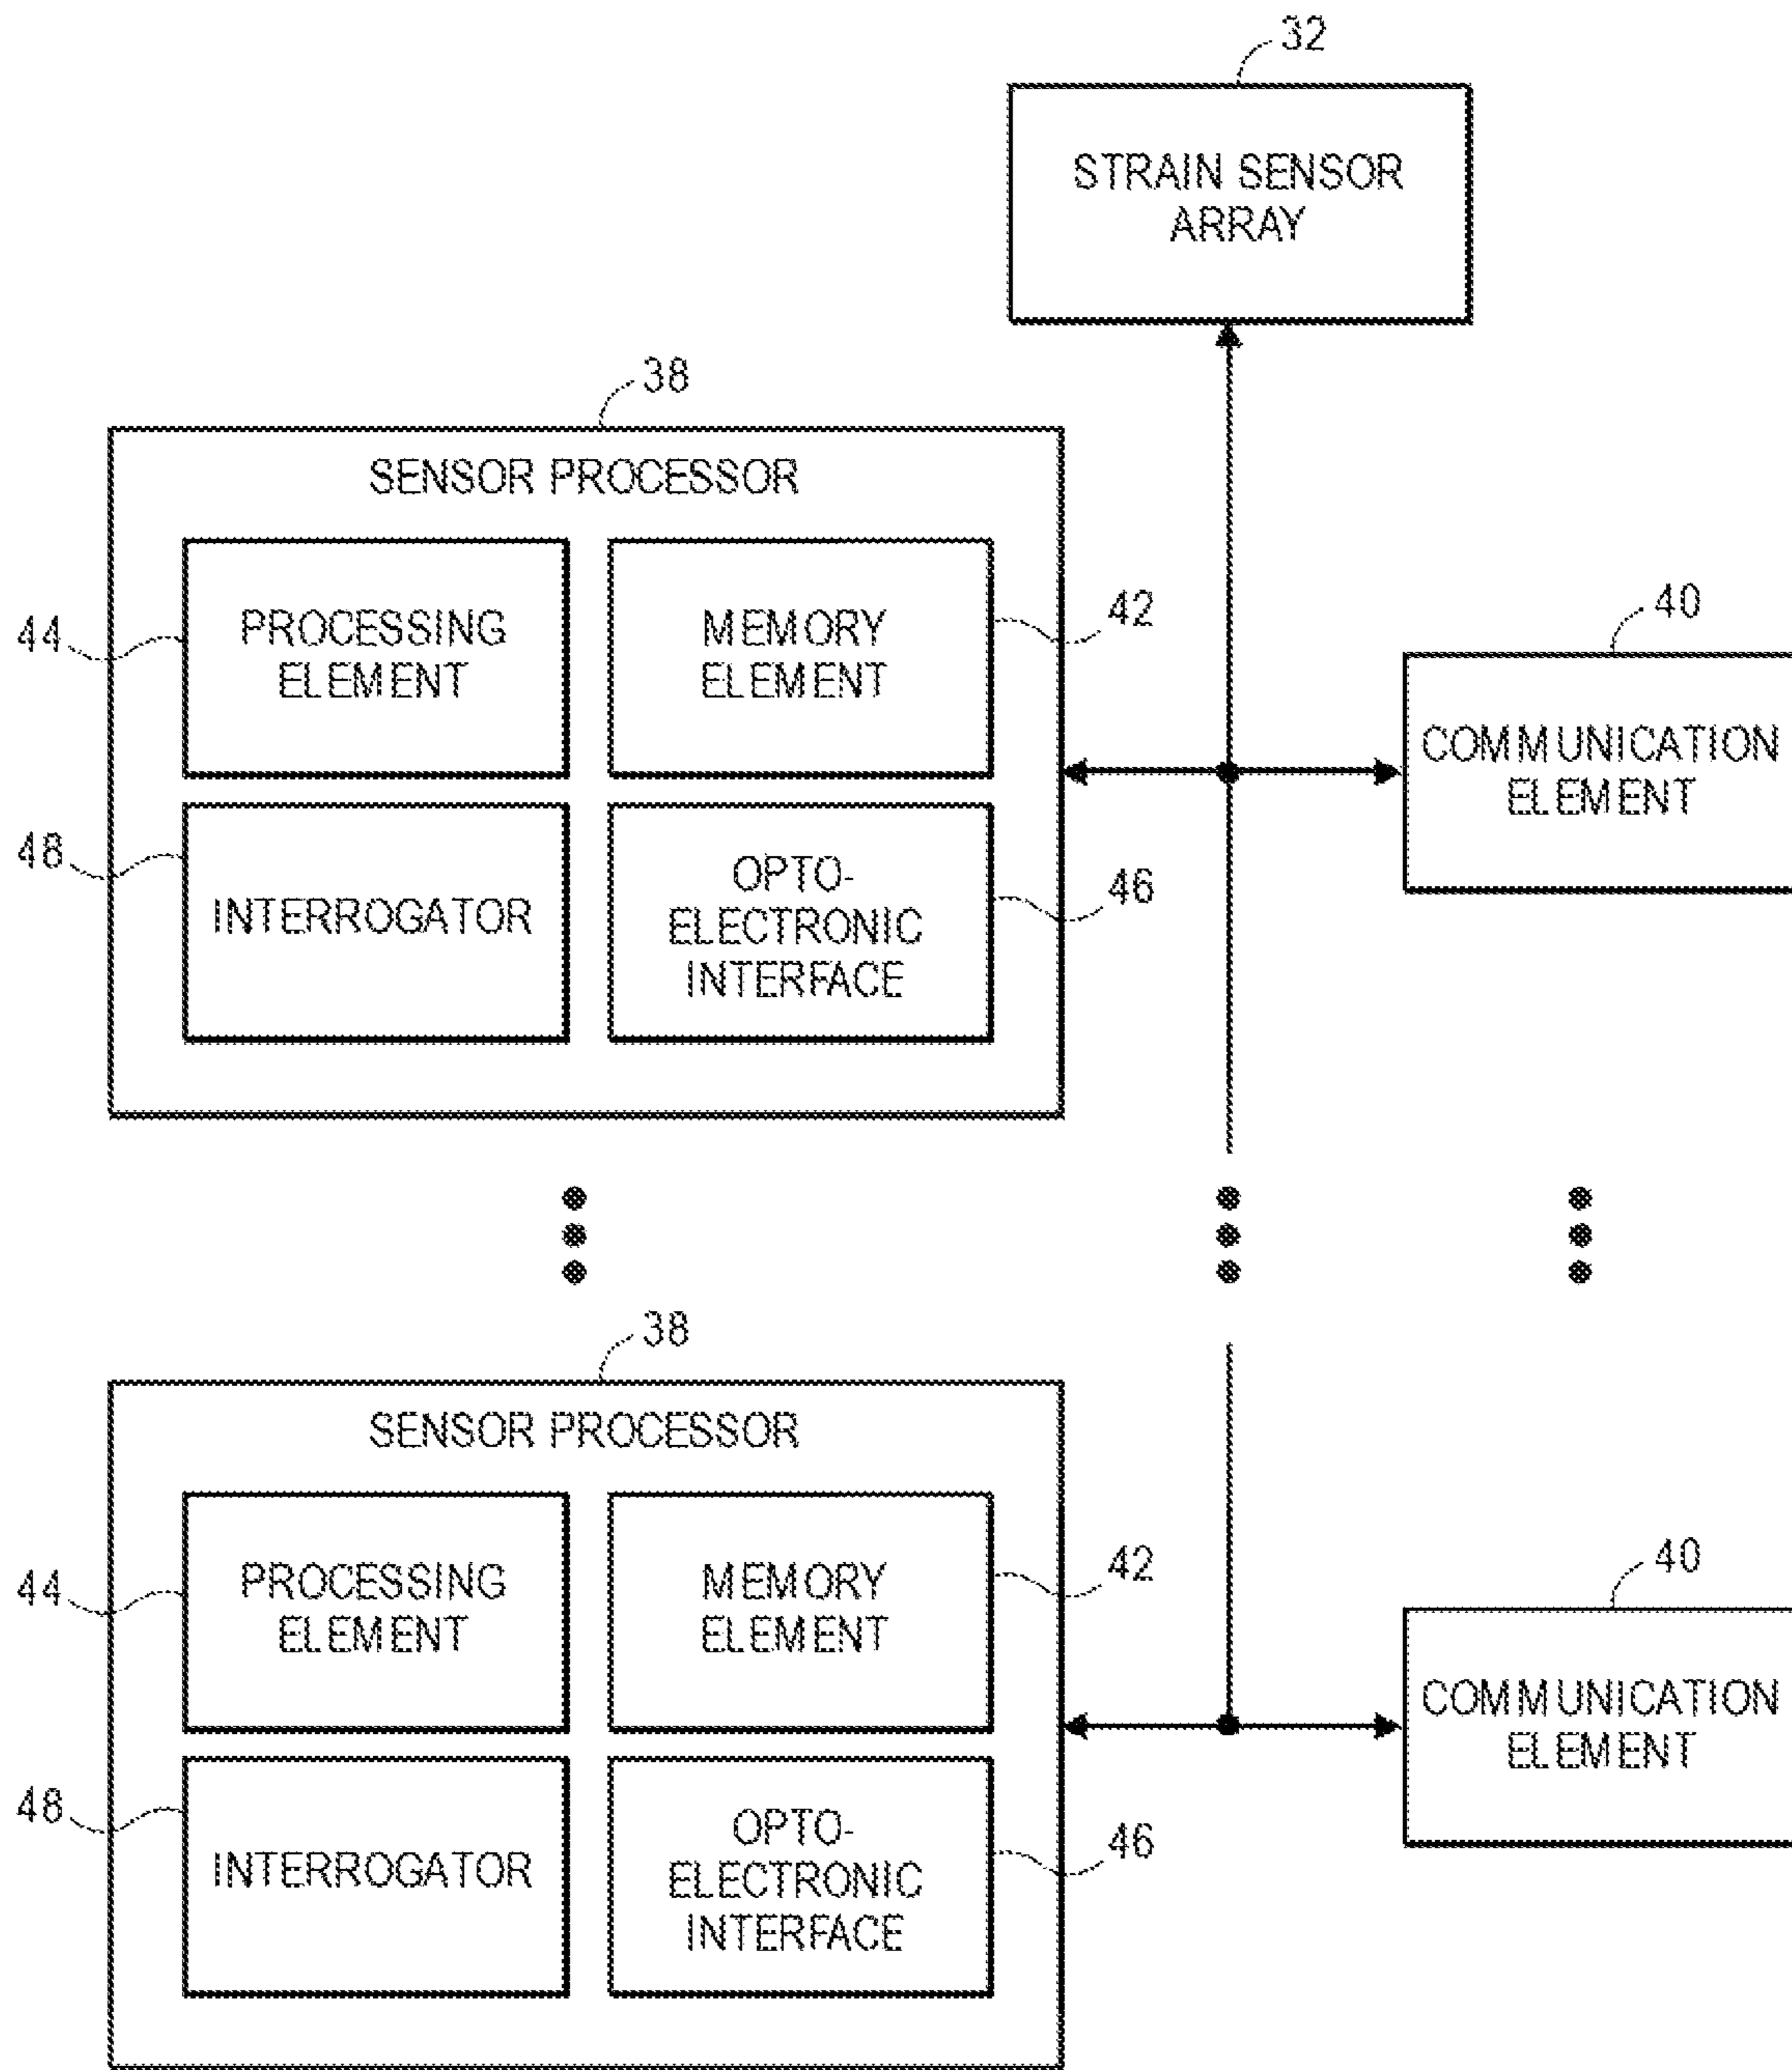 32
STRAIN SENSOR
ARRAY
38
SENSOR PROCESSOR
44
PROCESSING
ELEMENT
MEMORY
ELEMENT
42
40
COMMUNICATION
ELEMENT
48
INTERROGATOR
OPTO-
ELECTRONIC
INTERFACE
46
38
SENSOR PROCESSOR
44
PROCESSING
ELEMENT
MEMORY
ELEMENT
42
40
COMMUNICATION
ELEMENT
48
INTERROGATOR
OPTO-
ELECTRONIC
INTERFACE
46